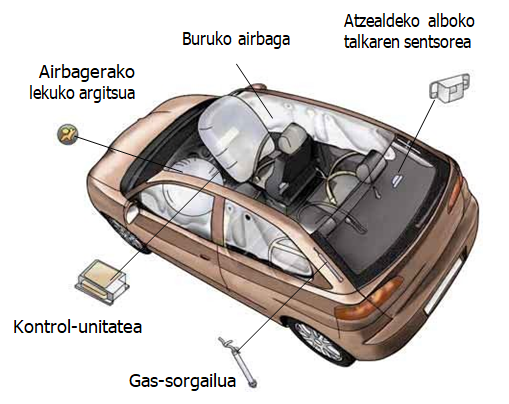 Atzealdeko alboko
talkaren sentsorea
Buruko airbaga
Airbagerako
lekuko argitsua
Kontrol-unitatea
Gas-sorgailua